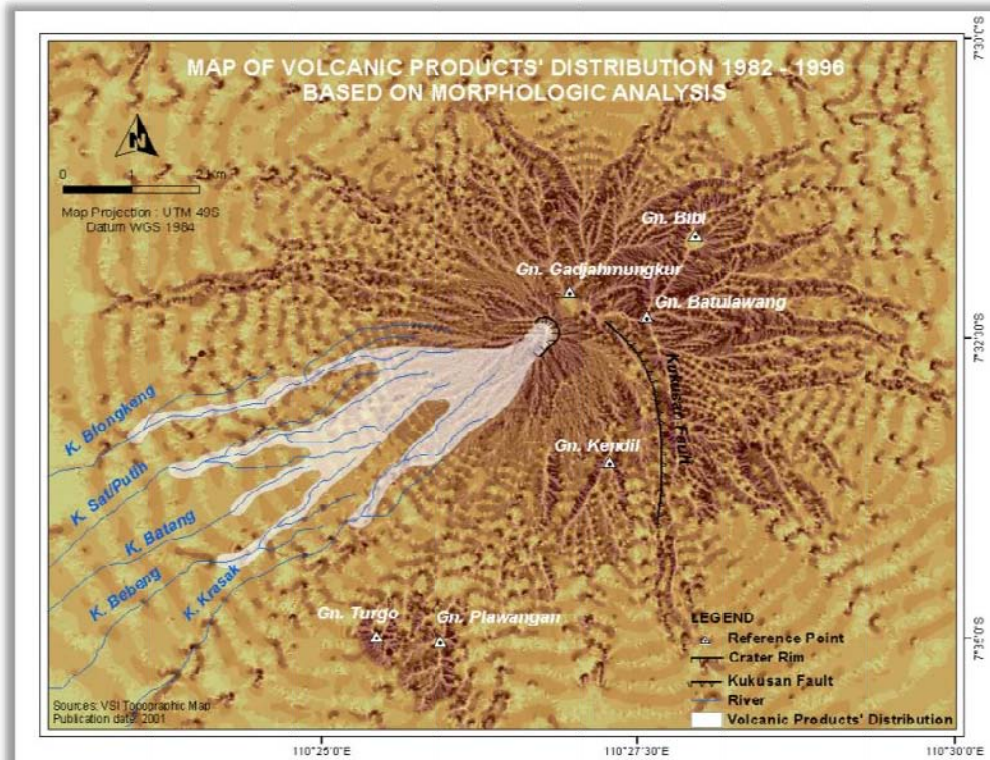 MAP OF VOLCANIC PRODUCTS' DISTRIBUTION 1982 - 1996
BASED ON MORPHOLOGIC ANALYSIS
N
0 1 2 Km
Map Projection : UTM 49S
Datum WGS 1984
Gn. Bibi
Gn. Gadjahmungkur
Gn. Batulawang
Kukusan Fault
Gn. Kendil
K. Blongkeng
K. Sat/Putih
K. Batang
K. Bebeng
K. Krasak
Gn. Turgo
Gn. Plawangan
LEGEND
Reference Point
Crater Rim
Kukusan Fault
River
Volcanic Products' Distribution
Sources: VSI Topographic Map
Publication date: 2001
7°30'0"S
7°32'30"S
7°35'0"S
110°25'0"E
110°27'30"E
110°30'0"E